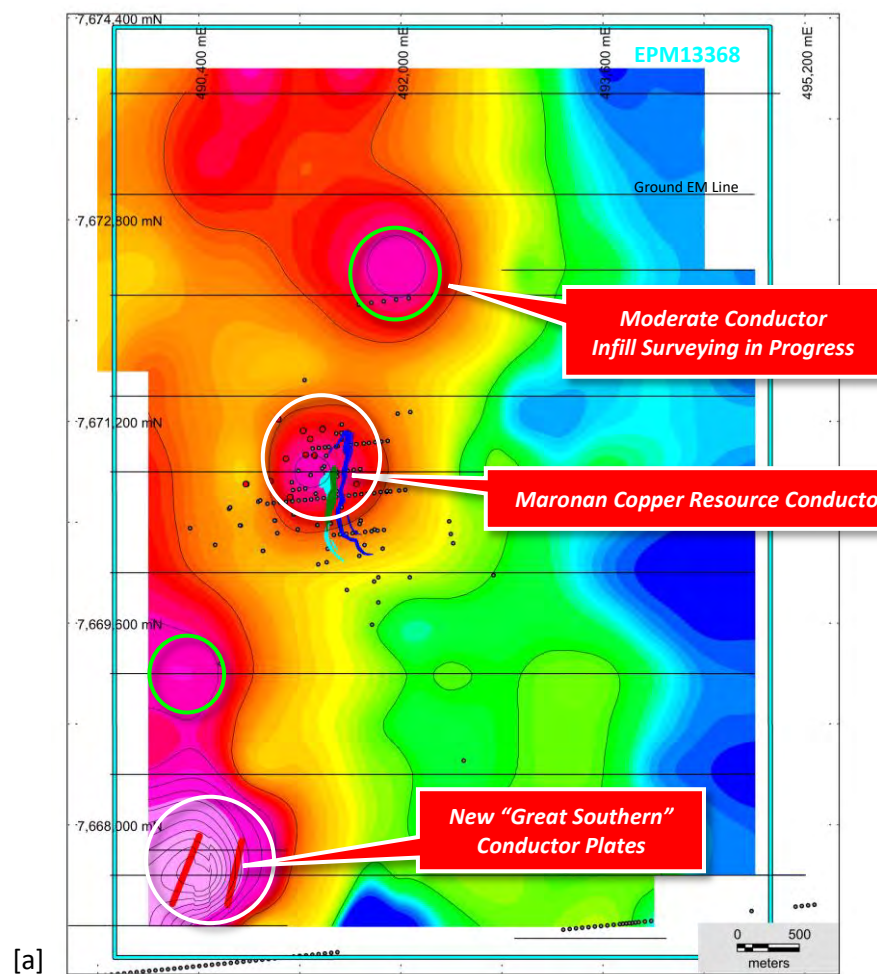 7,674,400 mN
490,400 mE
492,000 mE
493,600 mE
495,200 mE
EPM13368
Ground EM Line
7,672,800 mN
Moderate Conductor
Infill Surveying in Progress
7,671,200 mN
Maronan Copper Resource Conducto
7,669,600 mN
7,668,000 mN
New “Great Southern”
Conductor Plates
0 500
meters
[a]